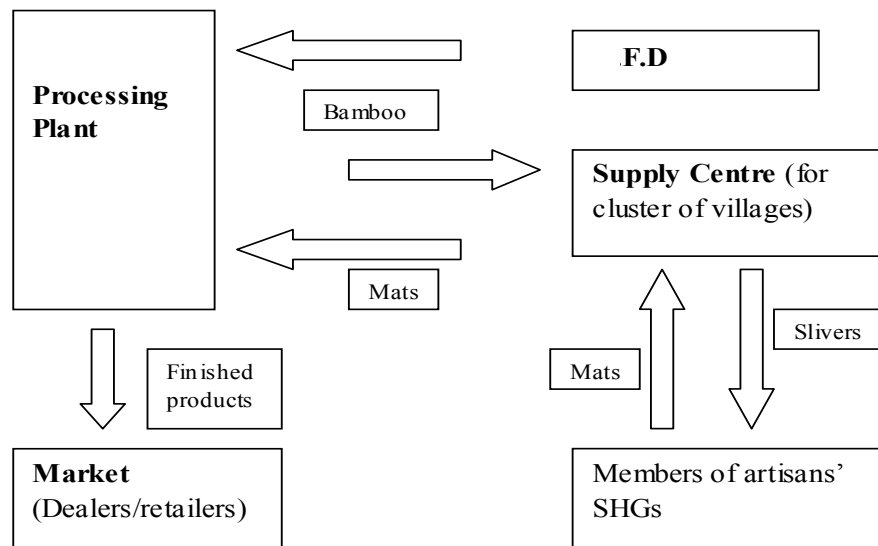 .F.D
Processing
Plant
Bamboo
Supply Centre (for
cluster of villages)
Mats
Slivers
Mats
Finished
products
Market
(Dealers/retailers)
Members of artisans’
SHGs